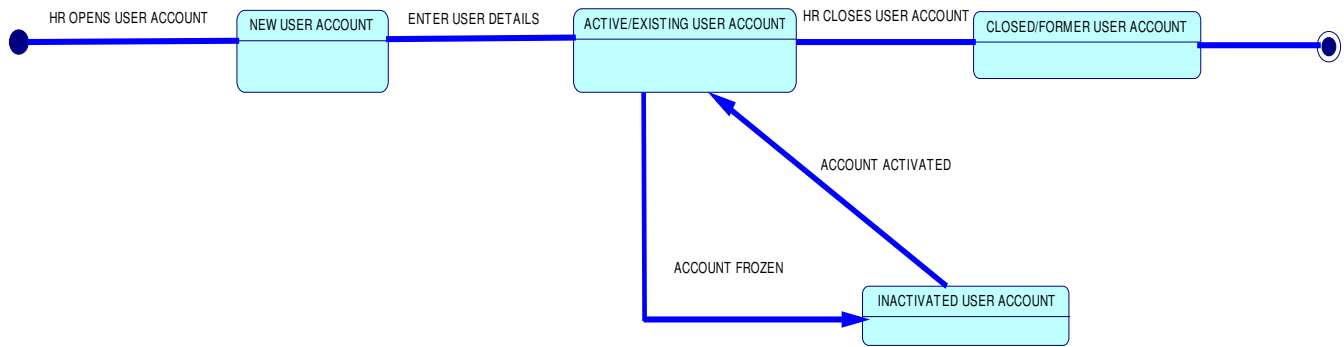 HR OPENS USER ACCOUNT
NEW USER ACCOUNT
ENTER USER DETAILS
ACTIVE/EXISTING USER ACCOUNT
HR CLOSES USER ACCOUNT
CLOSED/FORMER USER ACCOUNT
ACCOUNT ACTIVATED
ACCOUNT FROZEN
INACTIVATED USER ACCOUNT